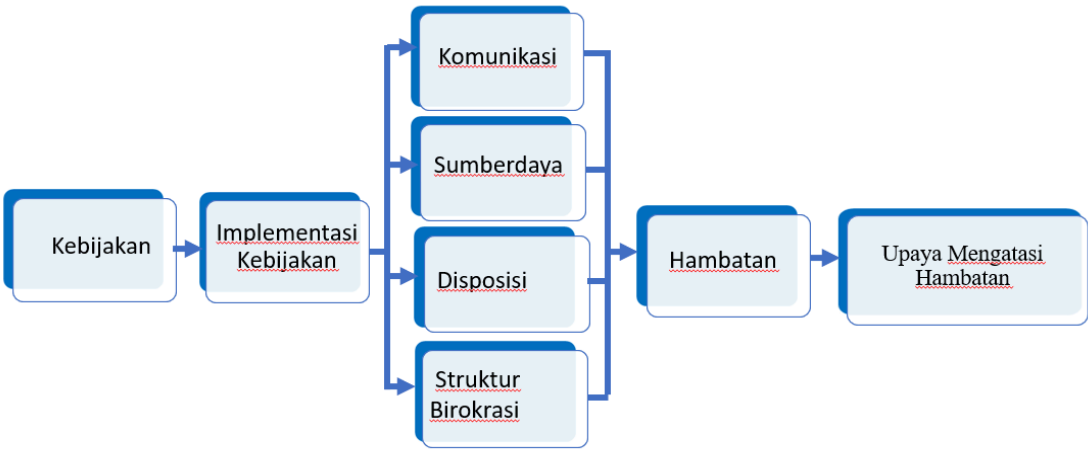 Kebijakan
Implementasi
Kebijakan
Komunikasi
Sumberdaya
Disposisi
Struktur
Birokrasi
Hambatan
Upaya Mengatasi
Hambatan